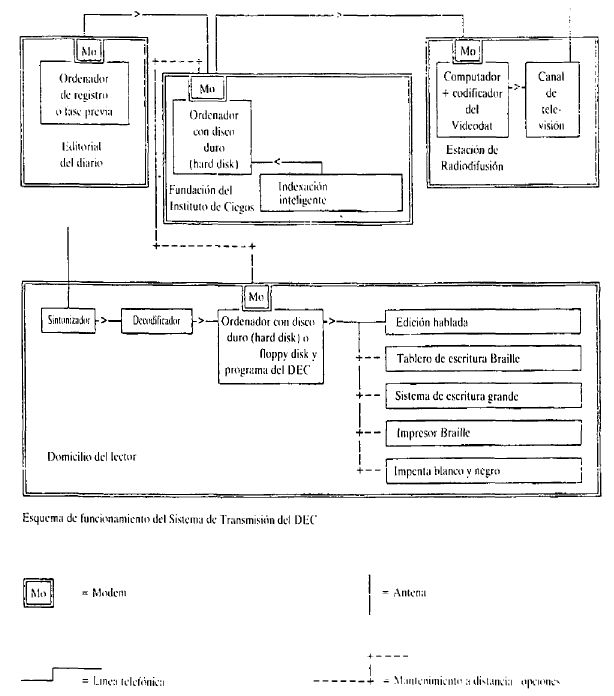 Mo
Ordenador
de registro
o fase previa
Editorial
del diario
Mo
Ordenador
con disco
duro
(hard disk)
Fundación del
Instituto de Ciegos
Indexación
inteligente
Mo
Computador
+ codificador
del
Videodat
Canal
de
tele-
visión
Estación de
Radiodifusión
Mo
Sintonizador
Decodificador
Ordenador con disco
duro (hard disk) o
floppy disk y
programa del DEC
Edición hablada
Tablero de escritura Braille
Sistema de escritura grande
Impresor Braille
Impenta blanco y negro
Domicilio del lector
Esquema de funcionamiento del Sistema de Transmisión del DEC
Mo = Modem
= Antena
= Linea telefónica
= Mantenimiento a distancia opciones